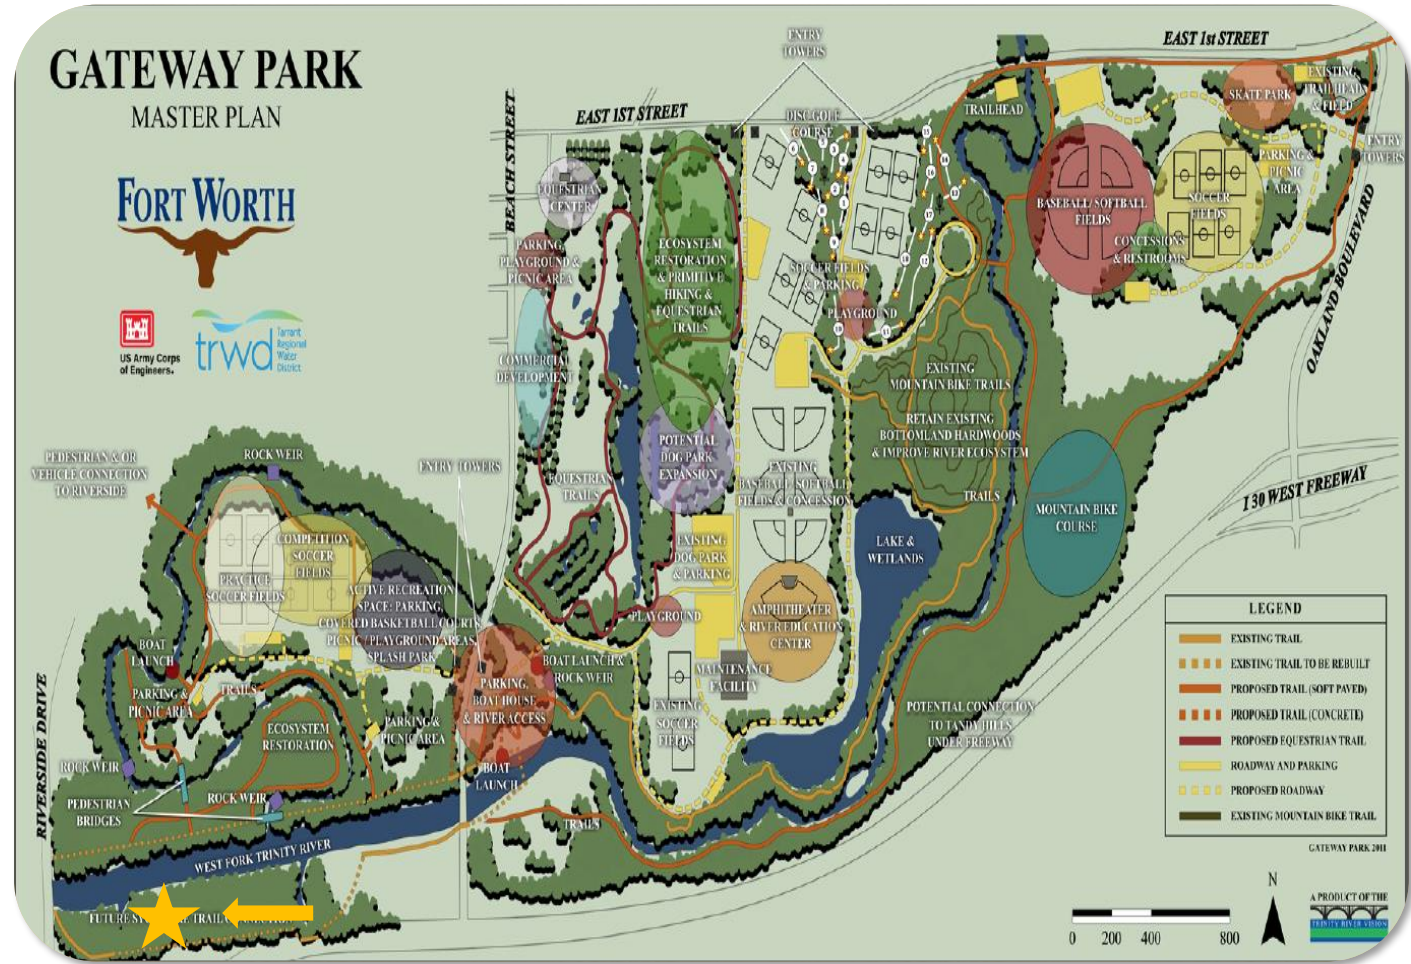 GATEWAY PARK
MASTER PLAN
FORT WORTH
US Army Corps
of Engineers®
trwd
Tarrant
Regional
Water
District
ENTRY
TOWERS
EAST 1st STREET
EAST 1ST STREET
BEACH STREET
DISC GOLF
COURSE
TRAILHEAD
SKATE PARK
EXISTING
TRAILHEAD
& FIELD
ENTRY
TOWERS
PARKING &
PICNIC
AREA
OAKLAND BOULEVARD
EQUESTRIAN
CENTER
PARKING,
PLAYGROUND &
PICNIC AREA
ECOSYSTEM
RESTORATION
& PRIMITIVE
HIKING &
EQUESTRIAN
TRAILS
BASEBALL/SOFTBALL
FIELDS
SOCCER
FIELDS
CONCESSIONS
& RESTROOMS
SOCCER FIELDS
& PARKING
PLAYGROUND
COMMERCIAL
DEVELOPMENT
EXISTING
MOUNTAIN BIKE TRAILS
RETAIN EXISTING
BOTTOMLAND HARDWOODS
& IMPROVE RIVER ECOSYSTEM
TRAILS
POTENTIAL
DOG PARK
EXPANSION
EXISTING
BASEBALL/SOFTBALL
FIELDS & CONCESSION
EQUESTRIAN
TRAILS
ENTRY TOWERS
ROCK WEIR
PEDESTRIAN & OR
VEHICLE CONNECTION
TO RIVERSIDE
I 30 WEST FREEWAY
MOUNTAIN BIKE
COURSE
LAKE &
WETLANDS
EXISTING
DOG PARK
& PARKING
COMPETITION
SOCCER
FIELDS
PRACTICE
SOCCER FIELDS
ACTIVE RECREATION
SPACE: PARKING,
COVERED BASKETBALL COURTS,
PICNIC / PLAYGROUND AREAS,
SPLASH PARK
PLAYGROUND
AMPHITHEATER
& RIVER EDUCATION
CENTER
BOAT
LAUNCH
BOAT LAUNCH &
ROCK WEIR
MAINTENANCE
FACILITY
PARKING &
PICNIC AREA
TRAILS
PARKING,
BOAT HOUSE
& RIVER ACCESS
EXISTING
SOCCER
FIELDS
POTENTIAL CONNECTION
TO TANDY HILLS
UNDER FREEWAY
ECOSYSTEM
RESTORATION
PARKING &
PICNIC AREA
RIVERSIDE DRIVE
ROCK WEIR
BOAT
LAUNCH
ROCK WEIR
PEDESTRIAN
BRIDGES
TRAILS
WEST FORK TRINITY RIVER
FUTURE
TRAIL
LEGEND
EXISTING TRAIL
EXISTING TRAIL TO BE REBUILT
PROPOSED TRAIL (SOFT PAVED)
PROPOSED TRAIL (CONCRETE)
PROPOSED EQUESTRIAN TRAIL
ROADWAY AND PARKING
PROPOSED ROADWAY
EXISTING MOUNTAIN BIKE TRAIL
GATEWAY PARK 2011
N
0 200 400 800
A PRODUCT OF THE
TRINITY RIVER VISION